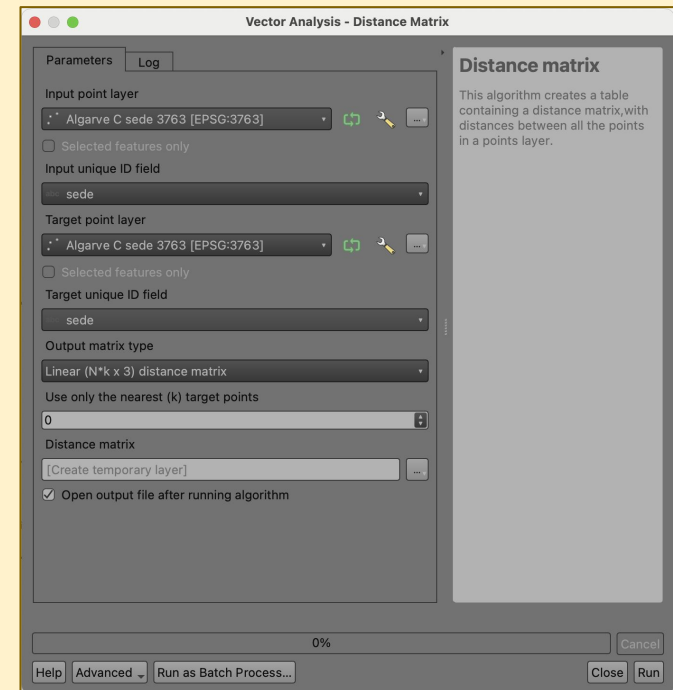 Vector Analysis - Distance Matrix
Parameters
Log
Input point layer
Algarve C sede 3763 [EPSG:3763]
...
Selected features only
Input unique ID field
abc sede
Target point layer
Algarve C sede 3763 [EPSG:3763]
...
Selected features only
Target unique ID field
sede
Output matrix type
Linear (N*k x 3) distance matrix
Use only the nearest (k) target points
0
Distance matrix
[Create temporary layer]
...
Open output file after running algorithm
Distance matrix
This algorithm creates a table
containing a distance matrix,with
distances between all the points
in a points layer.
0%
Cancel
Help
Advanced
Run as Batch Process...
Close
Run